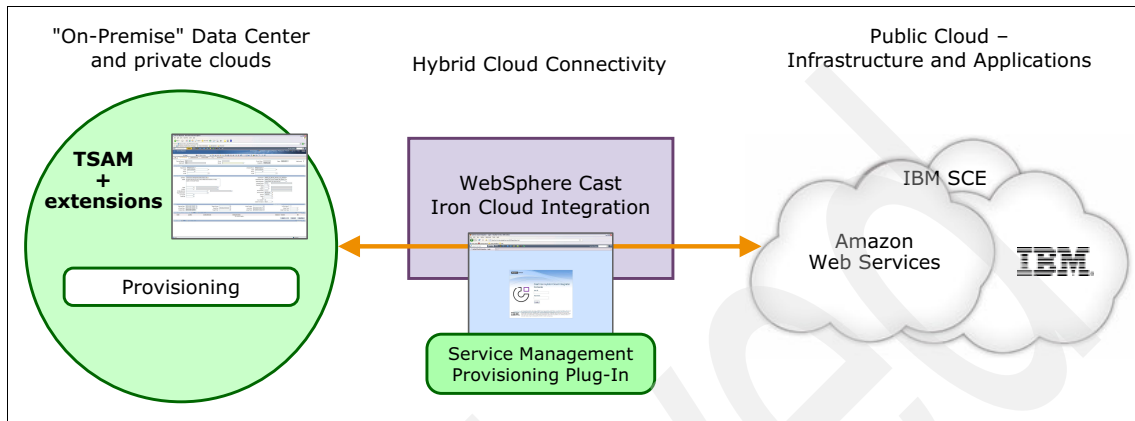 "On-Premise" Data Center
and private clouds
Hybrid Cloud Connectivity
Public Cloud –
Infrastructure and Applications
TSAM
+
extensions
Provisioning
WebSphere Cast
Iron Cloud Integration
Service Management
Provisioning Plug-In
IBM SCE
Amazon
Web Services
IBM®